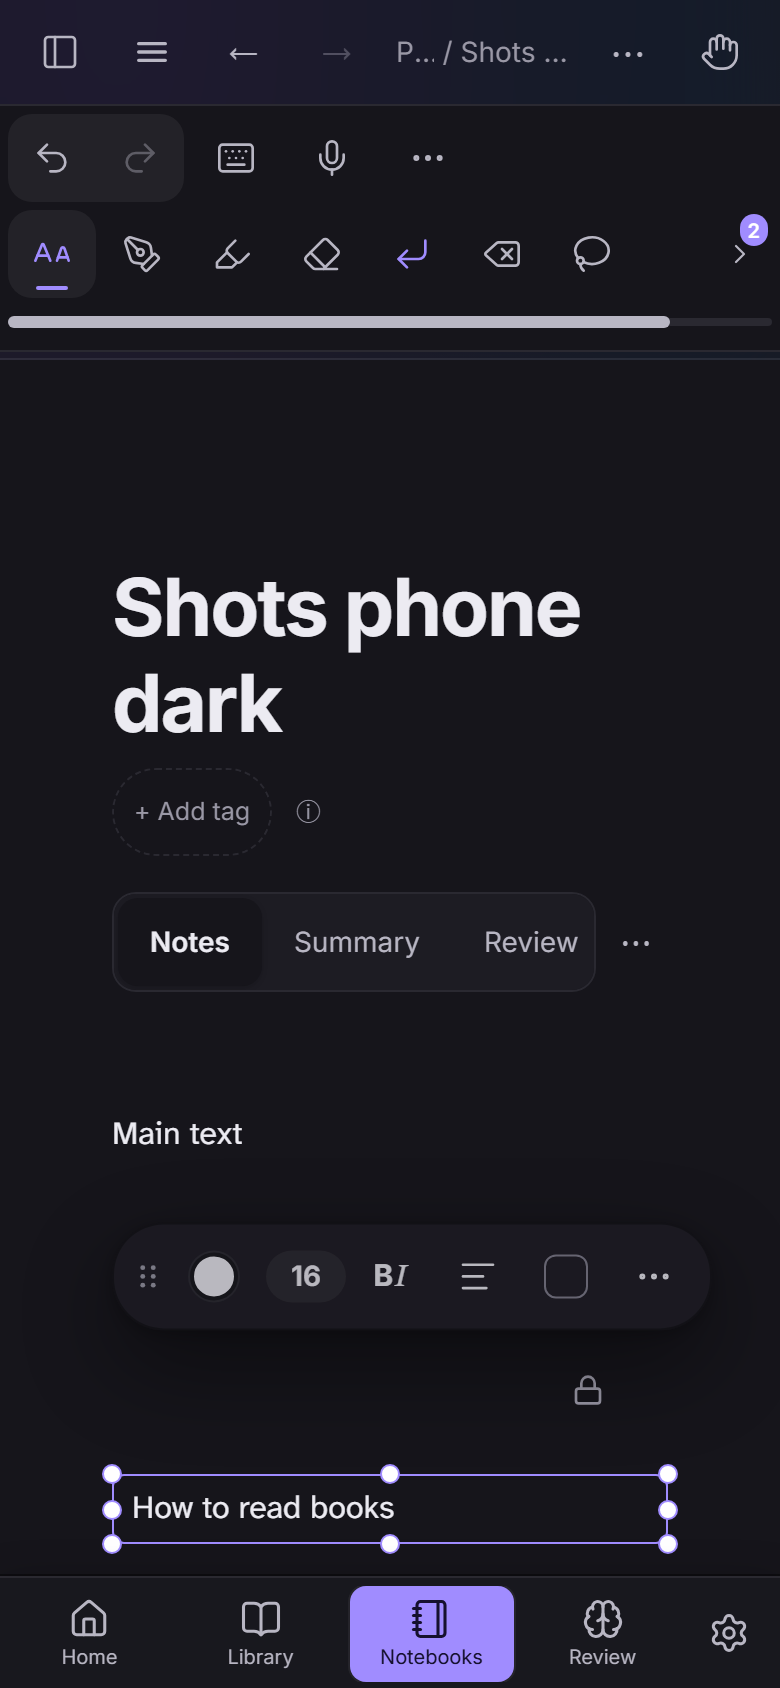 P... / Shots ...
AA
2
Shots phone
dark
+ Add tag
Notes
Summary
Review
Main text
16
BI
How to read books
Home
Library
Notebooks
Review